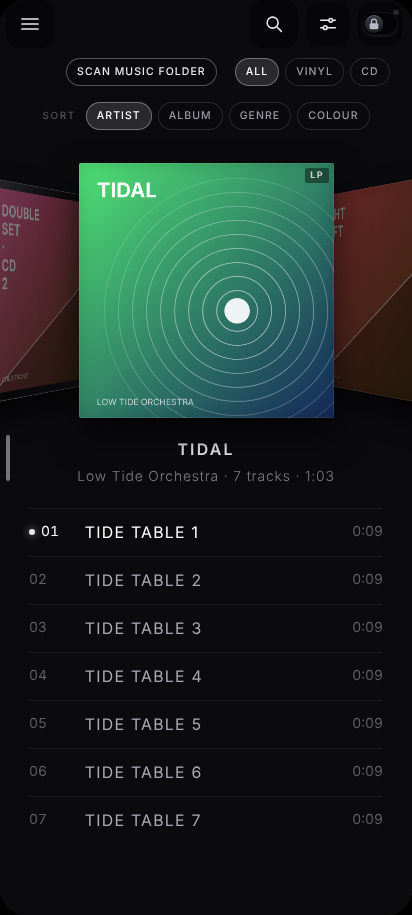 SCAN MUSIC FOLDER ALL VINYL CD
SORT ARTIST ALBUM GENRE COLOUR
DOUBLE
SET
·
CD
2
TIDAL
LP
LOW TIDE ORCHESTRA
HT
FT
TIDAL
Low Tide Orchestra · 7 tracks · 1:03
01 TIDE TABLE 1 0:09
02 TIDE TABLE 2 0:09
03 TIDE TABLE 3 0:09
04 TIDE TABLE 4 0:09
05 TIDE TABLE 5 0:09
06 TIDE TABLE 6 0:09
07 TIDE TABLE 7 0:09